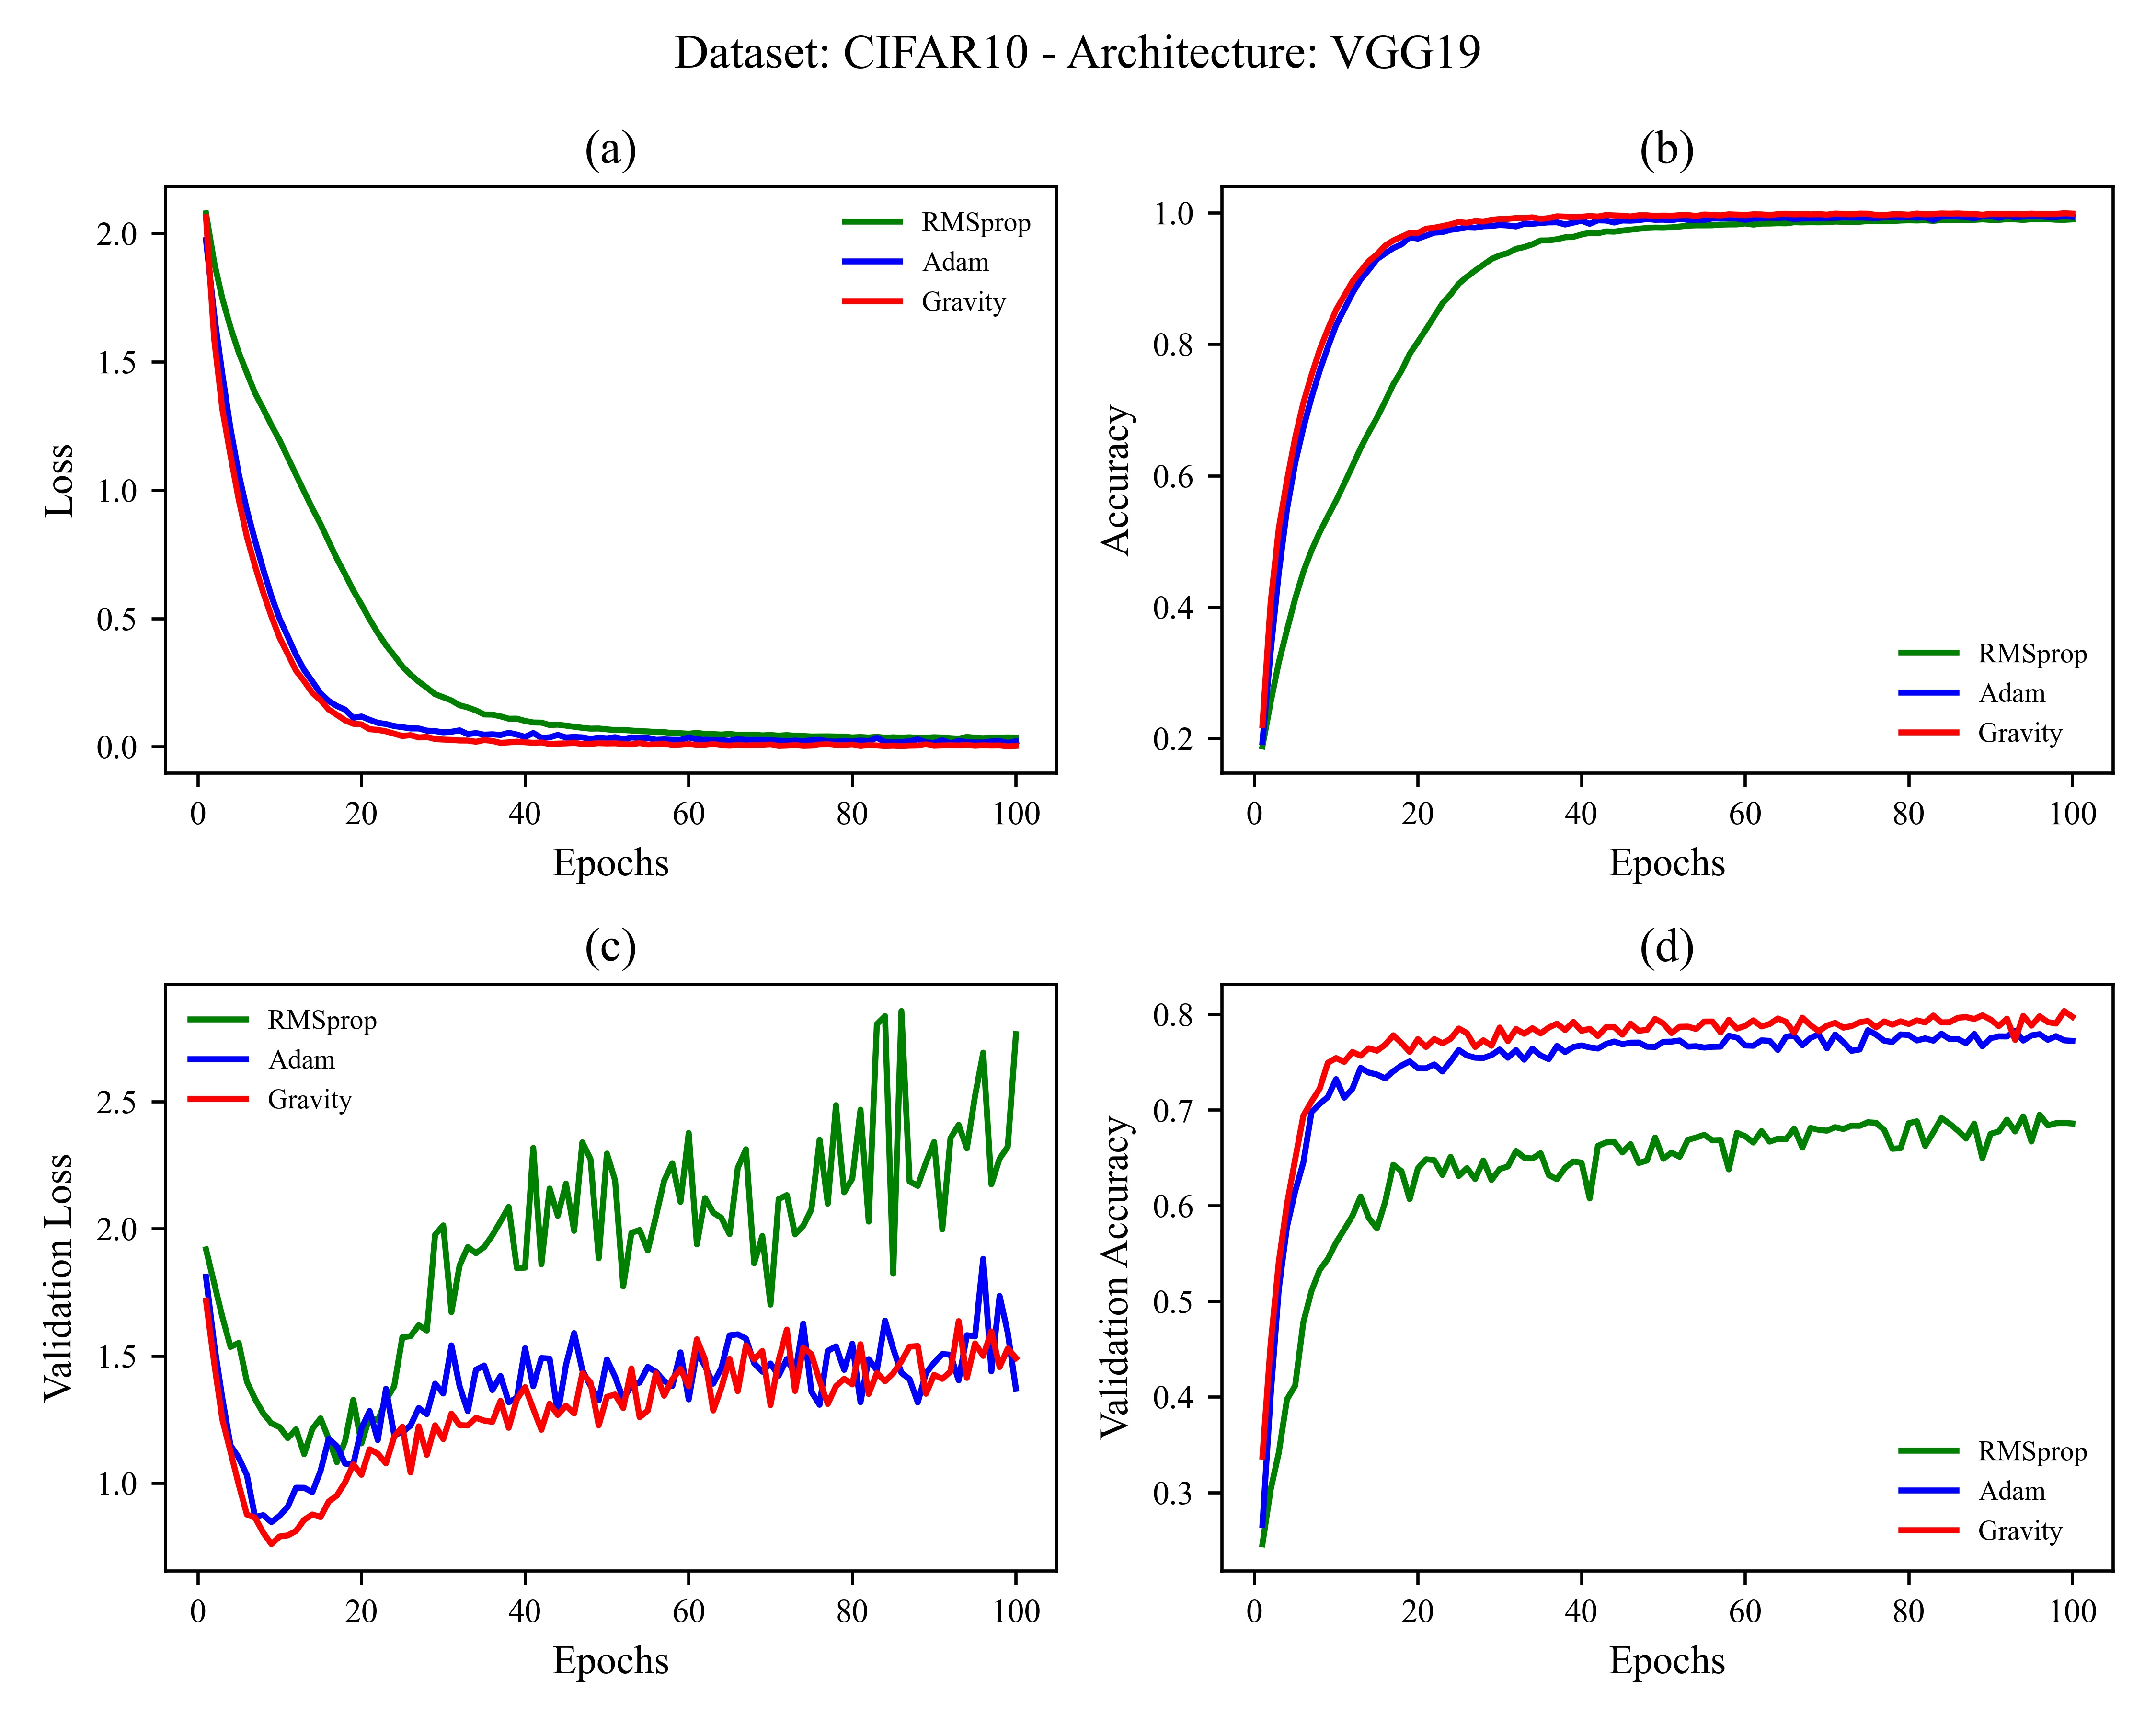 Dataset: CIFAR10 - Architecture: VGG19
(a)
Loss
2.0
1.5
1.0
0.5
0.0
RMSprop
Adam
Gravity
0 20 40 60 80 100
Epochs
(b)
Accuracy
1.0
0.8
0.6
0.4
0.2
RMSprop
Adam
Gravity
0 20 40 60 80 100
Epochs
(c)
Validation Loss
2.5
2.0
1.5
1.0
RMSprop
Adam
Gravity
0 20 40 60 80 100
Epochs
(d)
Validation Accuracy
0.8
0.7
0.6
0.5
0.4
0.3
RMSprop
Adam
Gravity
0 20 40 60 80 100
Epochs